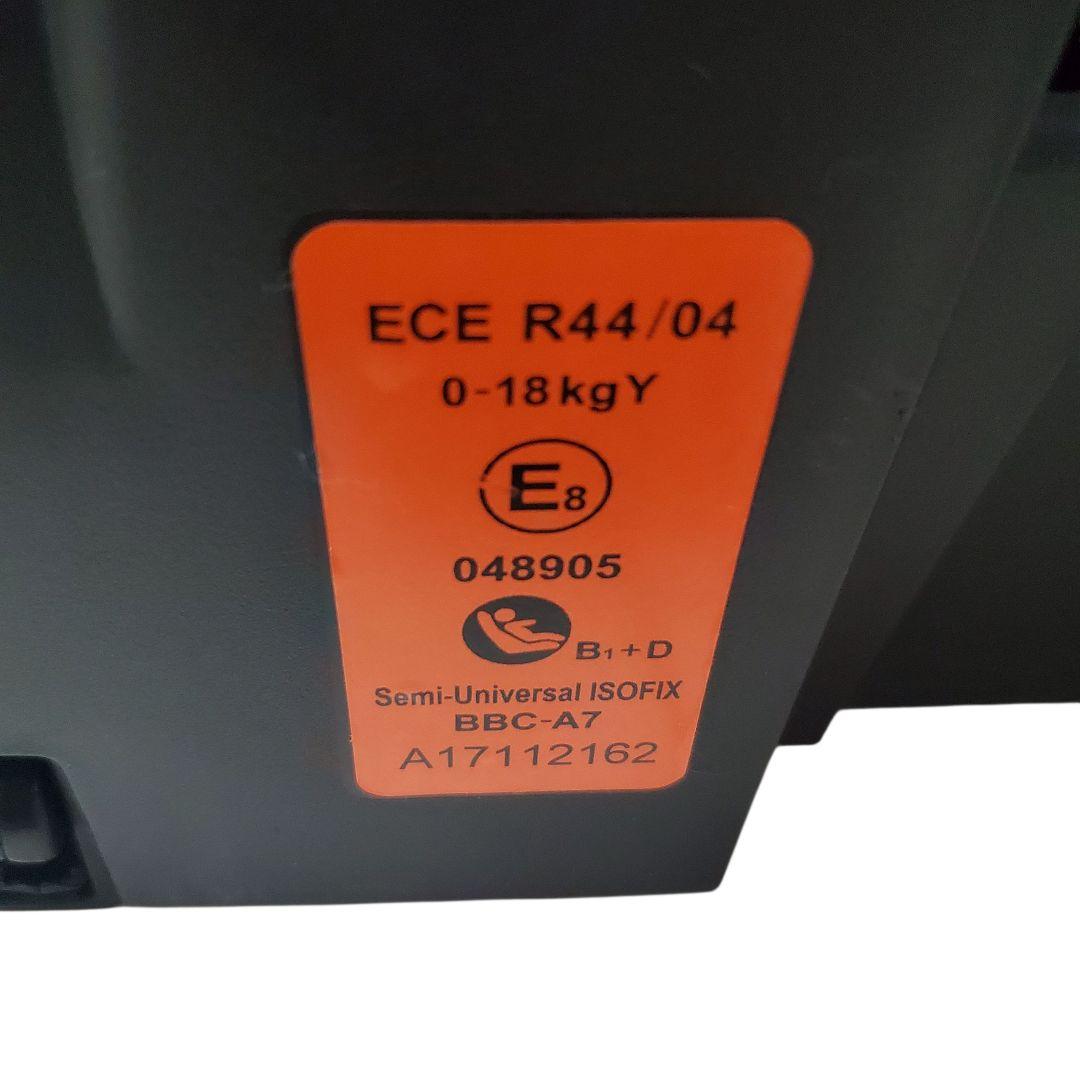 ECE R44/04
0-18kgY
E8
048905
B1+D
Semi-Universal ISOFIX
BBC-A7
A17112162